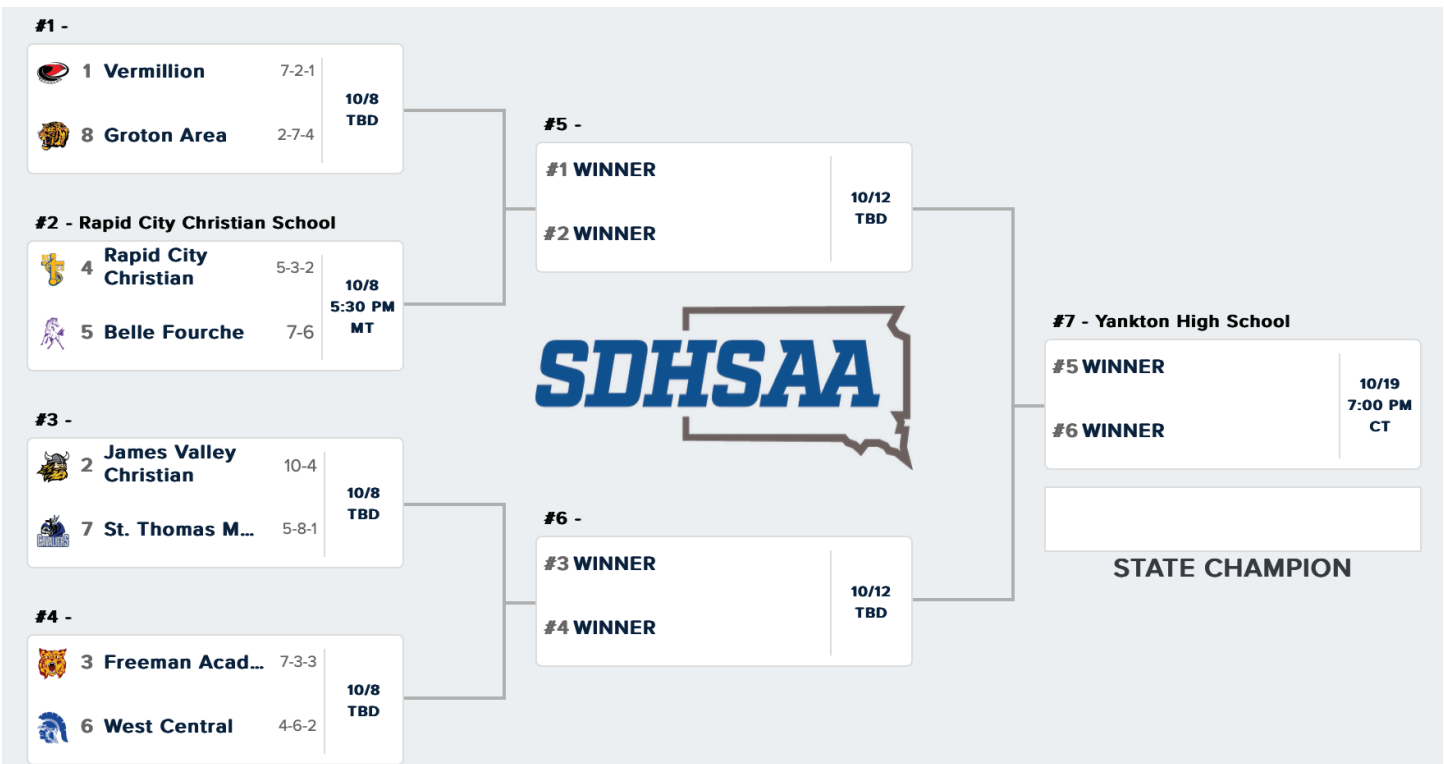 #1 -
1 Vermillion 7-2-1
8 Groton Area 2-7-4
10/8
TBD
#2 - Rapid City Christian School
4 Rapid City
Christian 5-3-2
5 Belle Fourche 7-6
10/8
5:30 PM
MT
#3 -
2 James Valley
Christian 10-4
7 St. Thomas M... 5-8-1
10/8
TBD
#4 -
3 Freeman Acad... 7-3-3
6 West Central 4-6-2
10/8
TBD
#5 -
#1 WINNER
#2 WINNER
10/12
TBD
SDHSAA
#6 -
#3 WINNER
#4 WINNER
10/12
TBD
#7 - Yankton High School
#5 WINNER
#6 WINNER
10/19
7:00 PM
CT
STATE CHAMPION